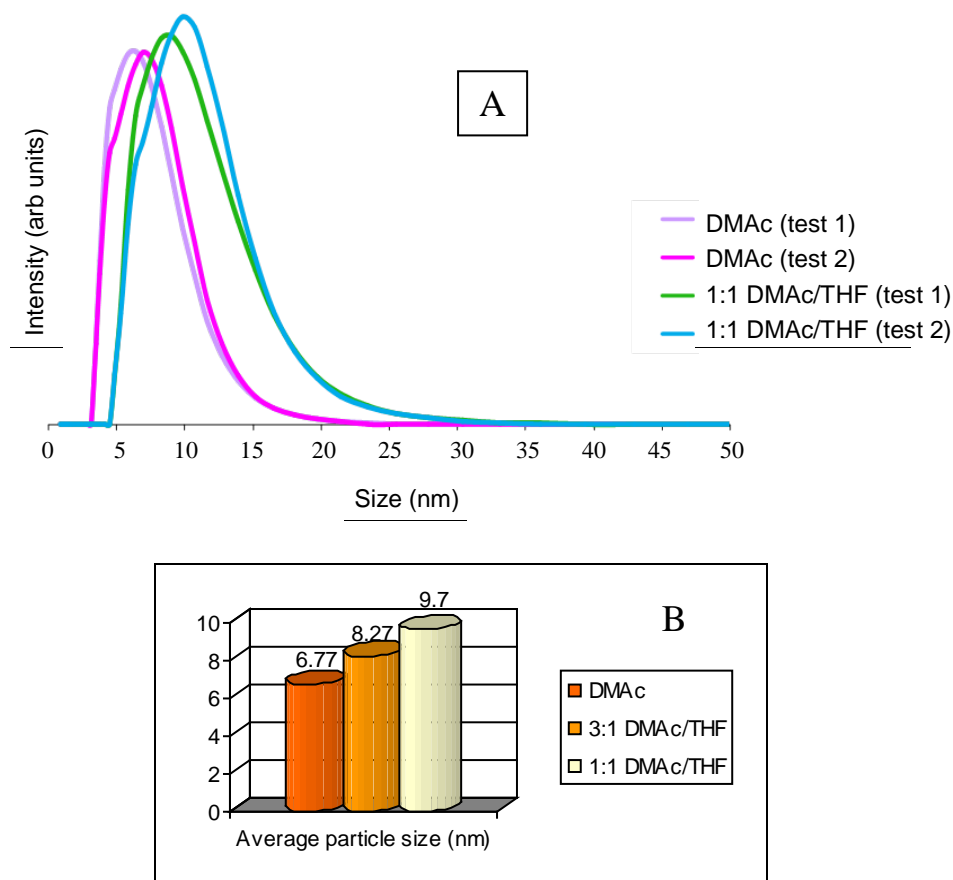 A
Intensity (arb units)
DMAc (test 1)
DMAc (test 2)
1:1 DMAc/THF (test 1)
1:1 DMAc/THF (test 2)
0 5 10 15 20 25 30 35 40 45 50
Size (nm)
B
10
8
6
4
2
0
6.77
8.27
9.7
Average particle size (nm)
DMAc
3:1 DMAc/THF
1:1 DMAc/THF